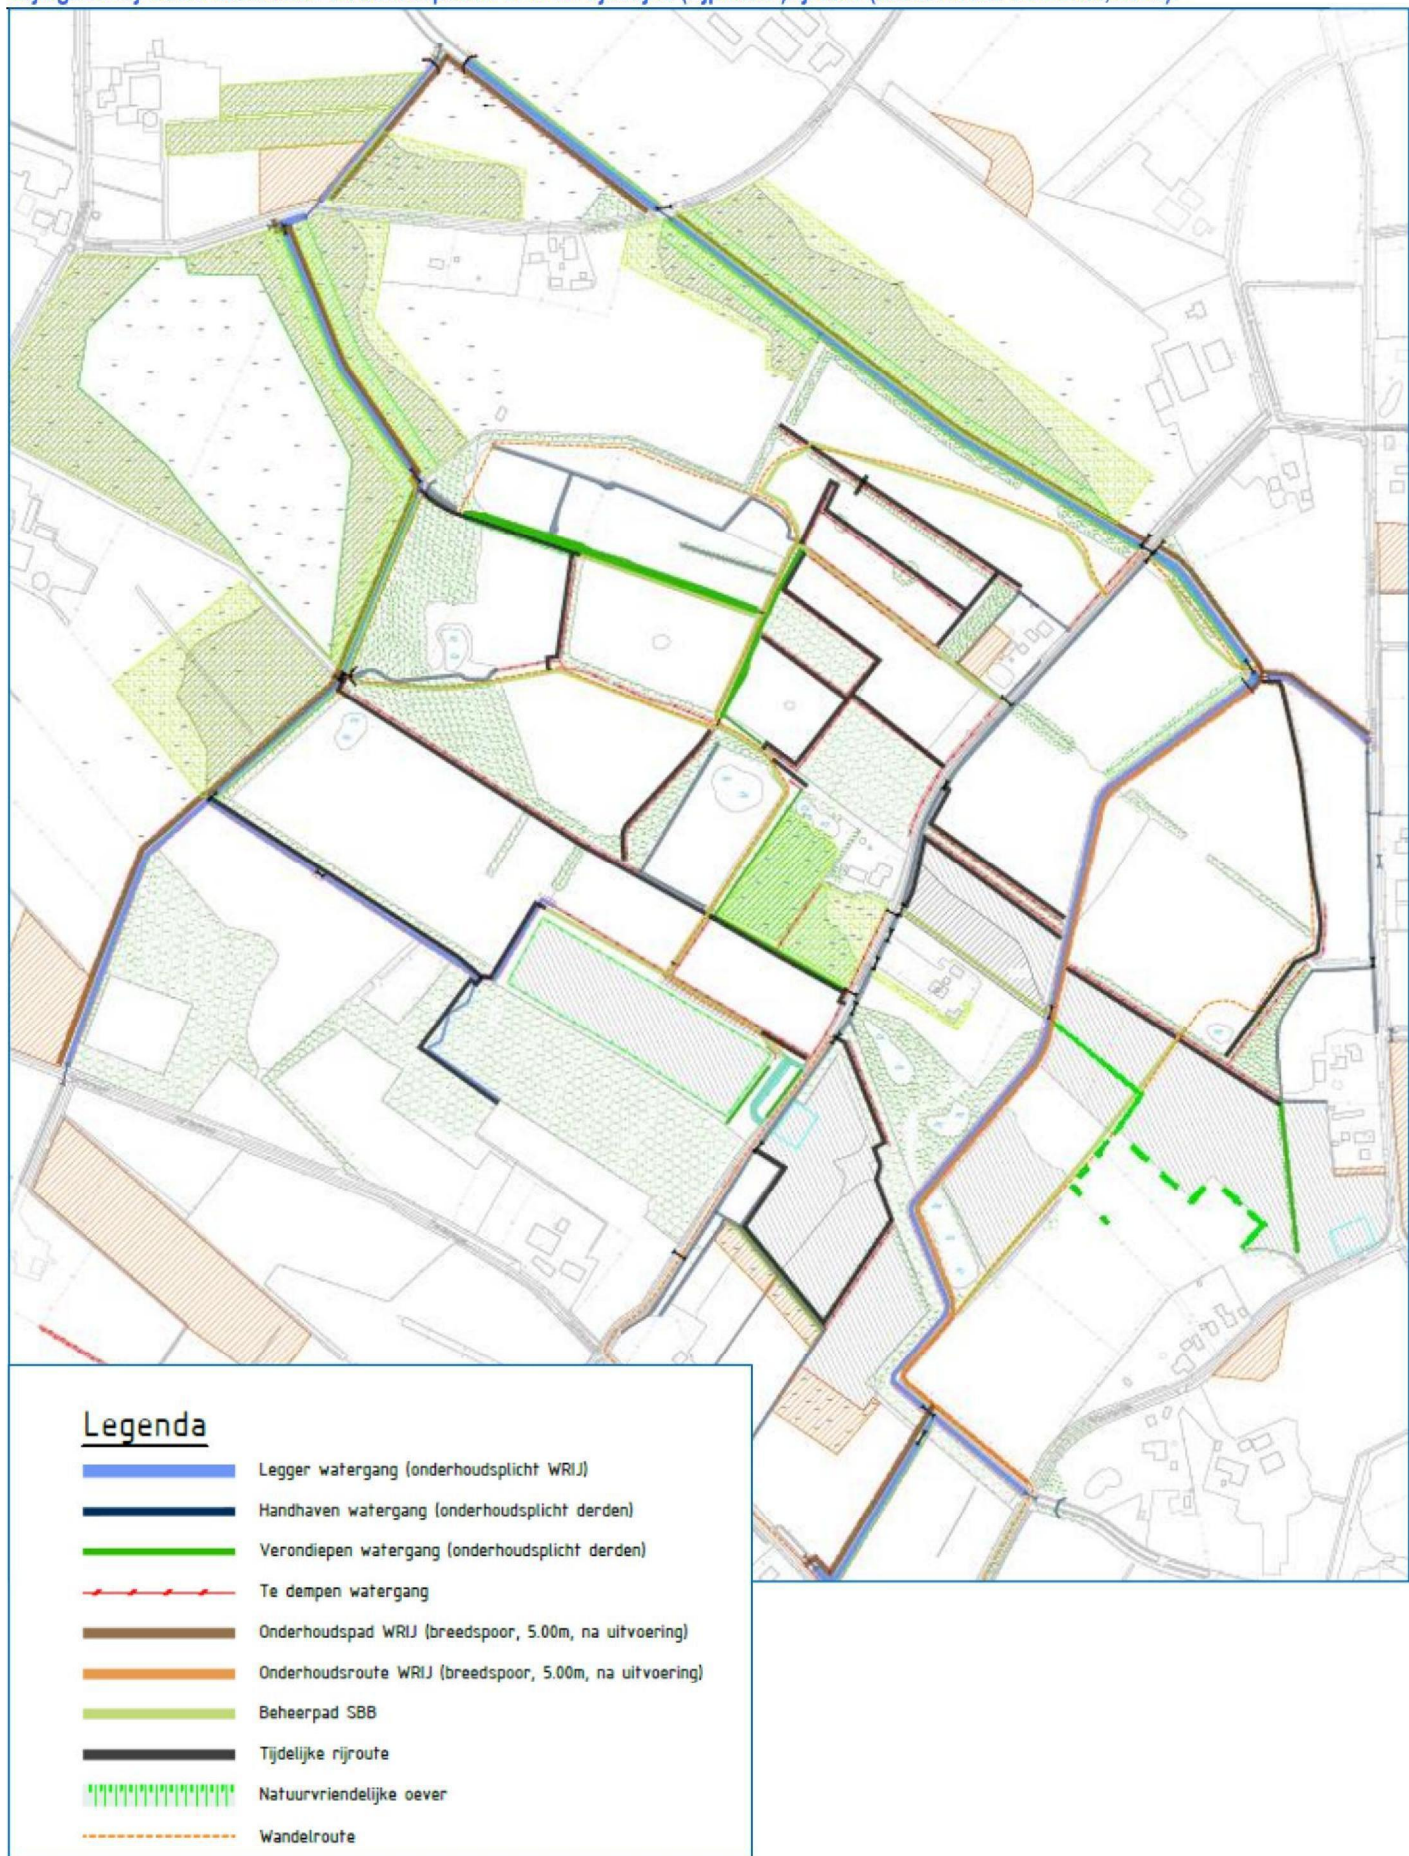 Legenda
Legger watergang (onderhoudsplicht WRIJ)
Handhaven watergang (onderhoudsplicht derden)
Verondiepen watergang (onderhoudsplicht derden)
Te dempen watergang
Onderhoudspad WRIJ (breedspoor, 5.00m, na uitvoering)
Onderhoudsroute WRIJ (breedspoor, 5.00m, na uitvoering)
Beheerpad SBB
Tijdelijke rijroute
Natuurvriendelijke oever
Wandelroute